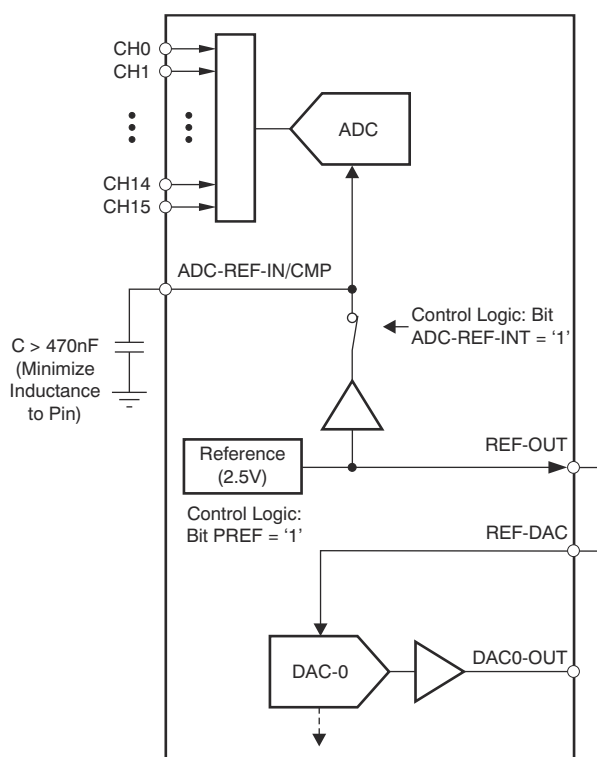 CH0
CH1
ADC
CH14
CH15
ADC-REF-IN/CMP
Control Logic: Bit
ADC-REF-INT = ‘1’
C > 470nF
(Minimize
Inductance
to Pin)
Reference
(2.5V)
REF-OUT
Control Logic:
Bit PREF = ‘1’
REF-DAC
DAC-0
DAC0-OUT